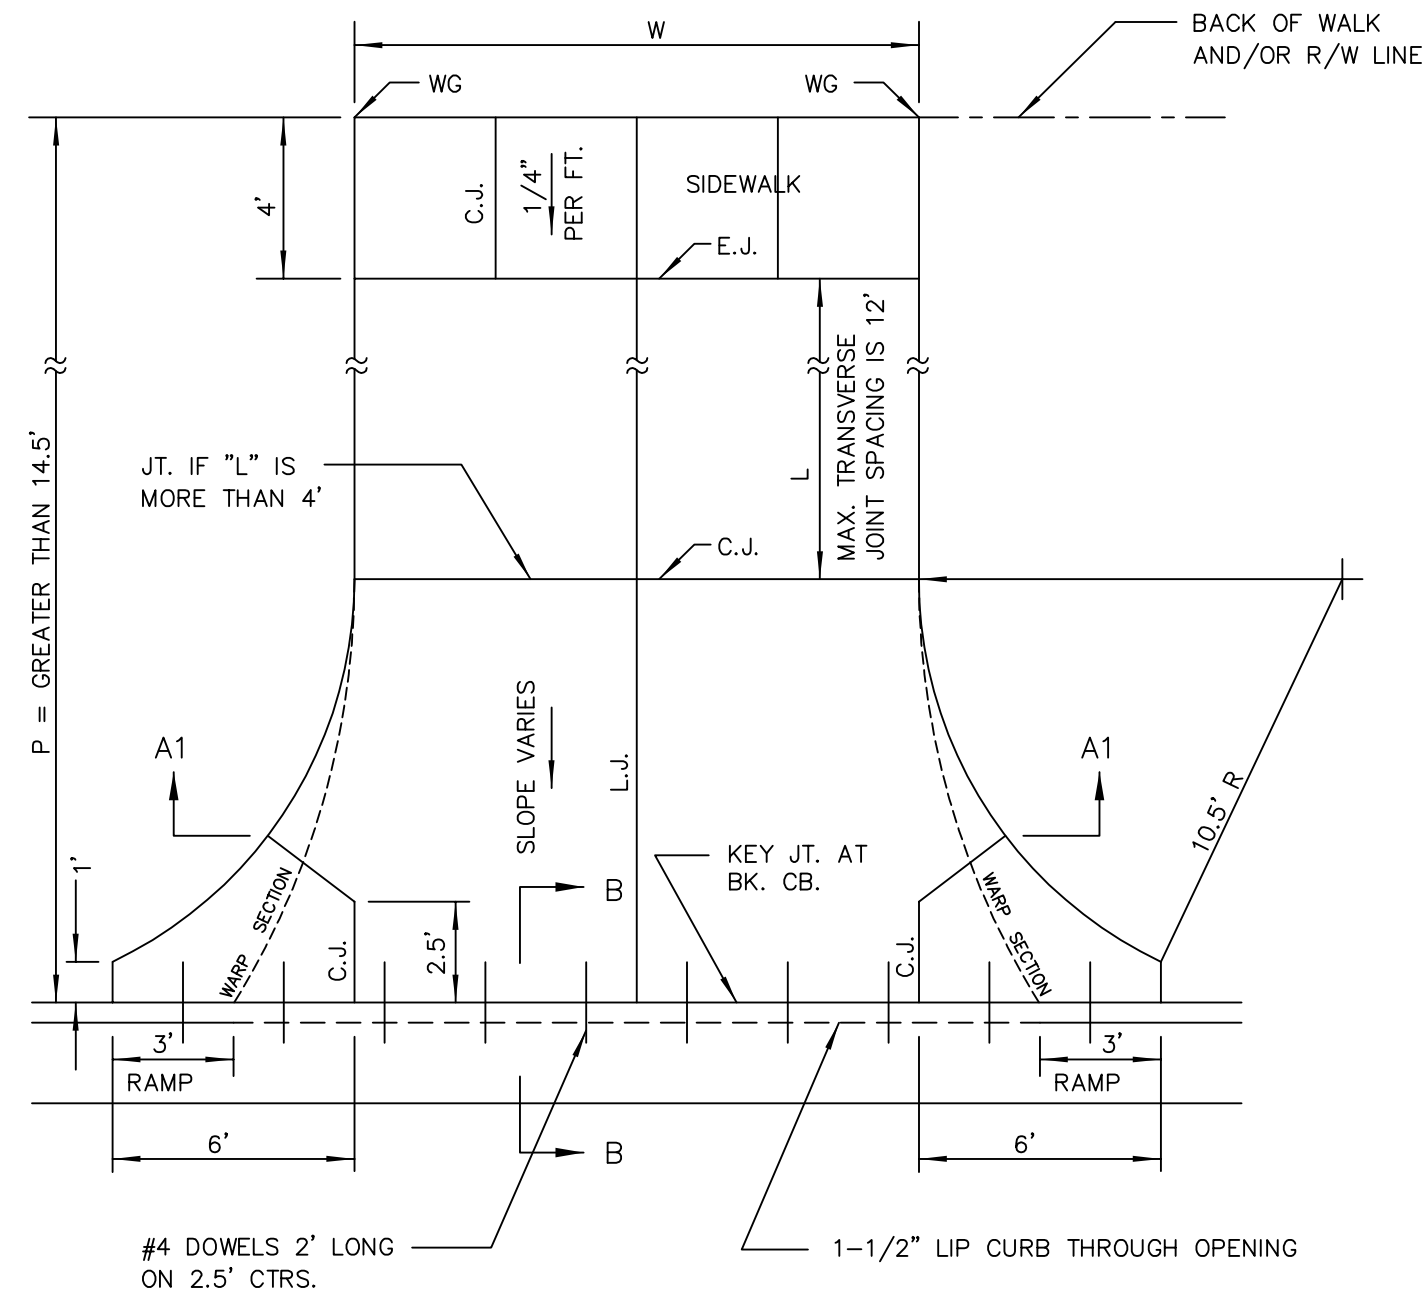 W
BACK OF WALK
AND/OR R/W LINE
WG
WG
4'
C.J.
1/4"
PER FT.
SIDEWALK
E.J.
P = GREATER THAN 14.5'
JT. IF "L" IS
MORE THAN 4'
L
MAX. TRANSVERSE
JOINT SPACING IS 12'
C.J.
A1
A1
SLOPE VARIES
L.J.
10.5' R
1'
KEY JT. AT
BK. CB.
WARP SECTION
WARP SECTION
B
C.J.
2.5'
C.J.
3'
RAMP
3'
RAMP
6'
B
6'
#4 DOWELS 2' LONG
ON 2.5' CTRS.
1-1/2" LIP CURB THROUGH OPENING